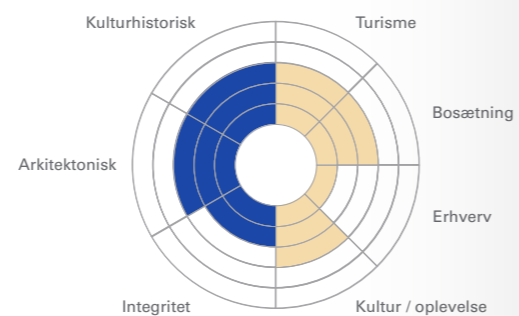 Kulturhistorisk
Turisme
Bosætning
Arkitektonisk
Erhverv
Integritet
Kultur / oplevelse